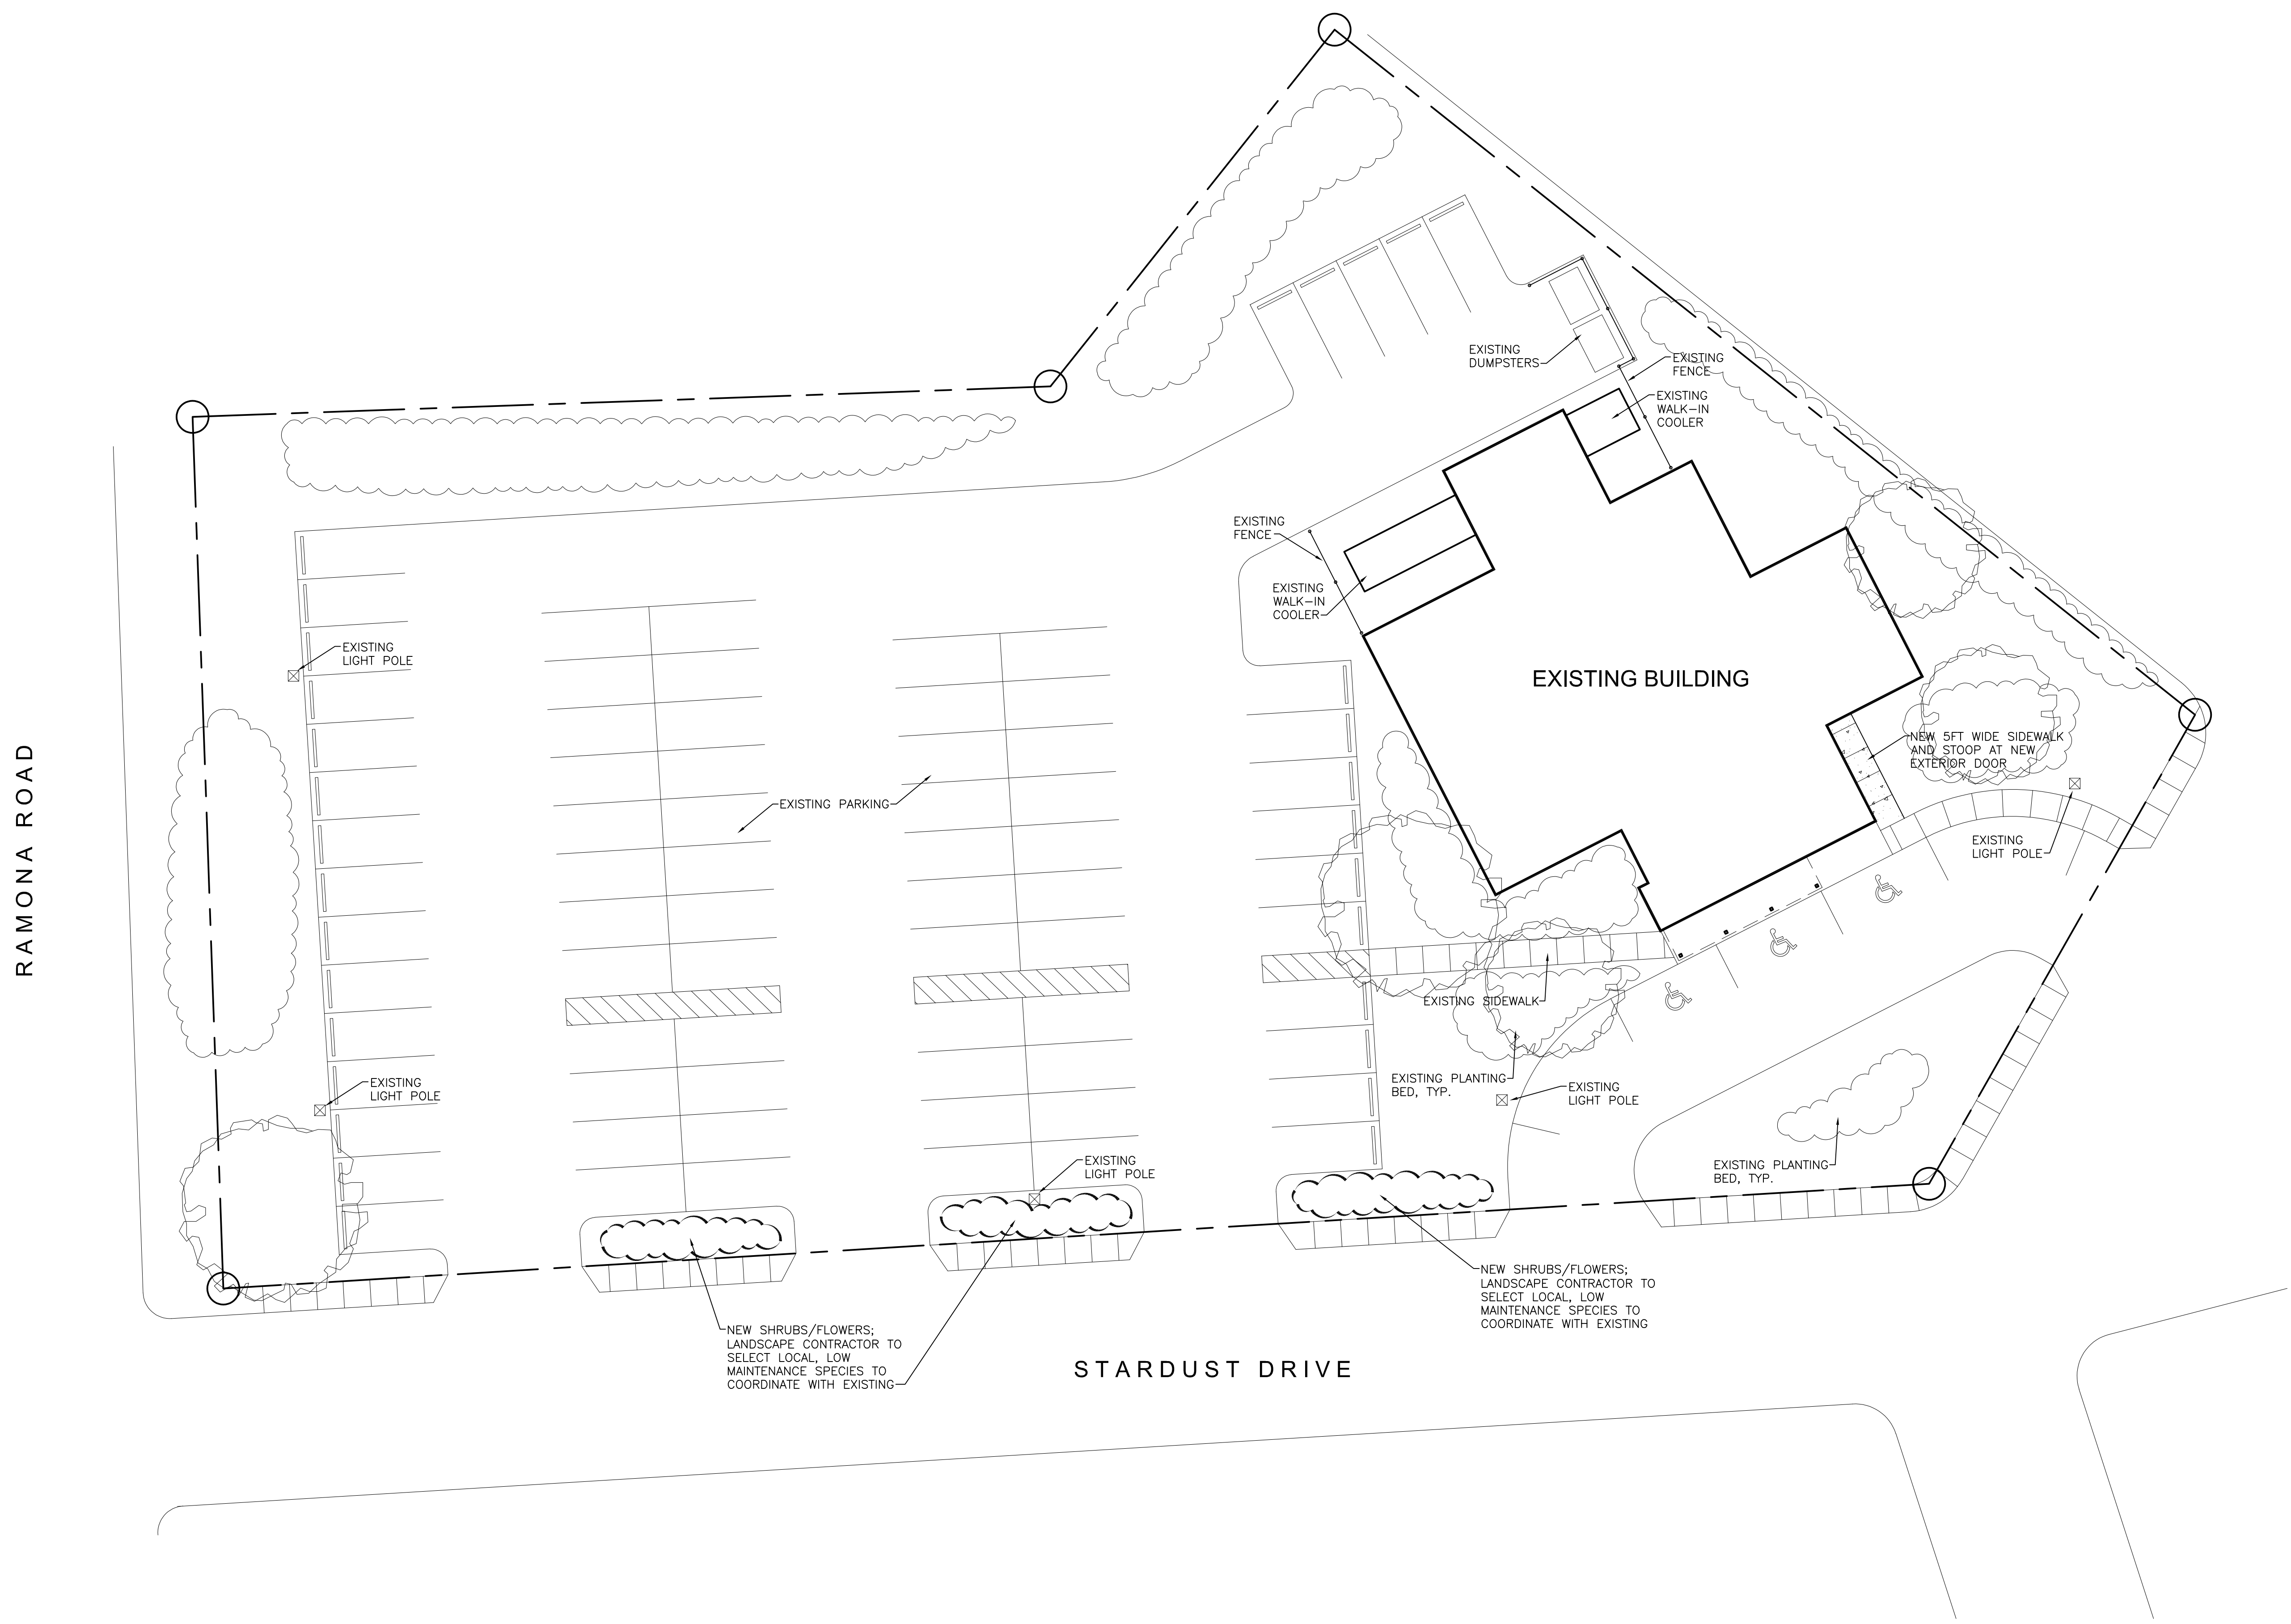 EXISTING
DUMPSTERS
EXISTING
FENCE
EXISTING
WALK-IN
COOLER
EXISTING
FENCE
EXISTING
WALK-IN
COOLER
EXISTING
LIGHT POLE
EXISTING BUILDING
NEW 5FT WIDE SIDEWALK
AND STOOP AT NEW
EXTERIOR DOOR
EXISTING PARKING
EXISTING
LIGHT POLE
RAMONA ROAD
EXISTING SIDEWALK
EXISTING
LIGHT POLE
EXISTING PLANTING
BED, TYP.
EXISTING
LIGHT POLE
EXISTING
LIGHT POLE
EXISTING PLANTING
BED, TYP.
NEW SHRUBS/FLOWERS;
LANDSCAPE CONTRACTOR TO
SELECT LOCAL, LOW
MAINTENANCE SPECIES TO
COORDINATE WITH EXISTING
NEW SHRUBS/FLOWERS;
LANDSCAPE CONTRACTOR TO
SELECT LOCAL, LOW
MAINTENANCE SPECIES TO
COORDINATE WITH EXISTING
STARDUST DRIVE